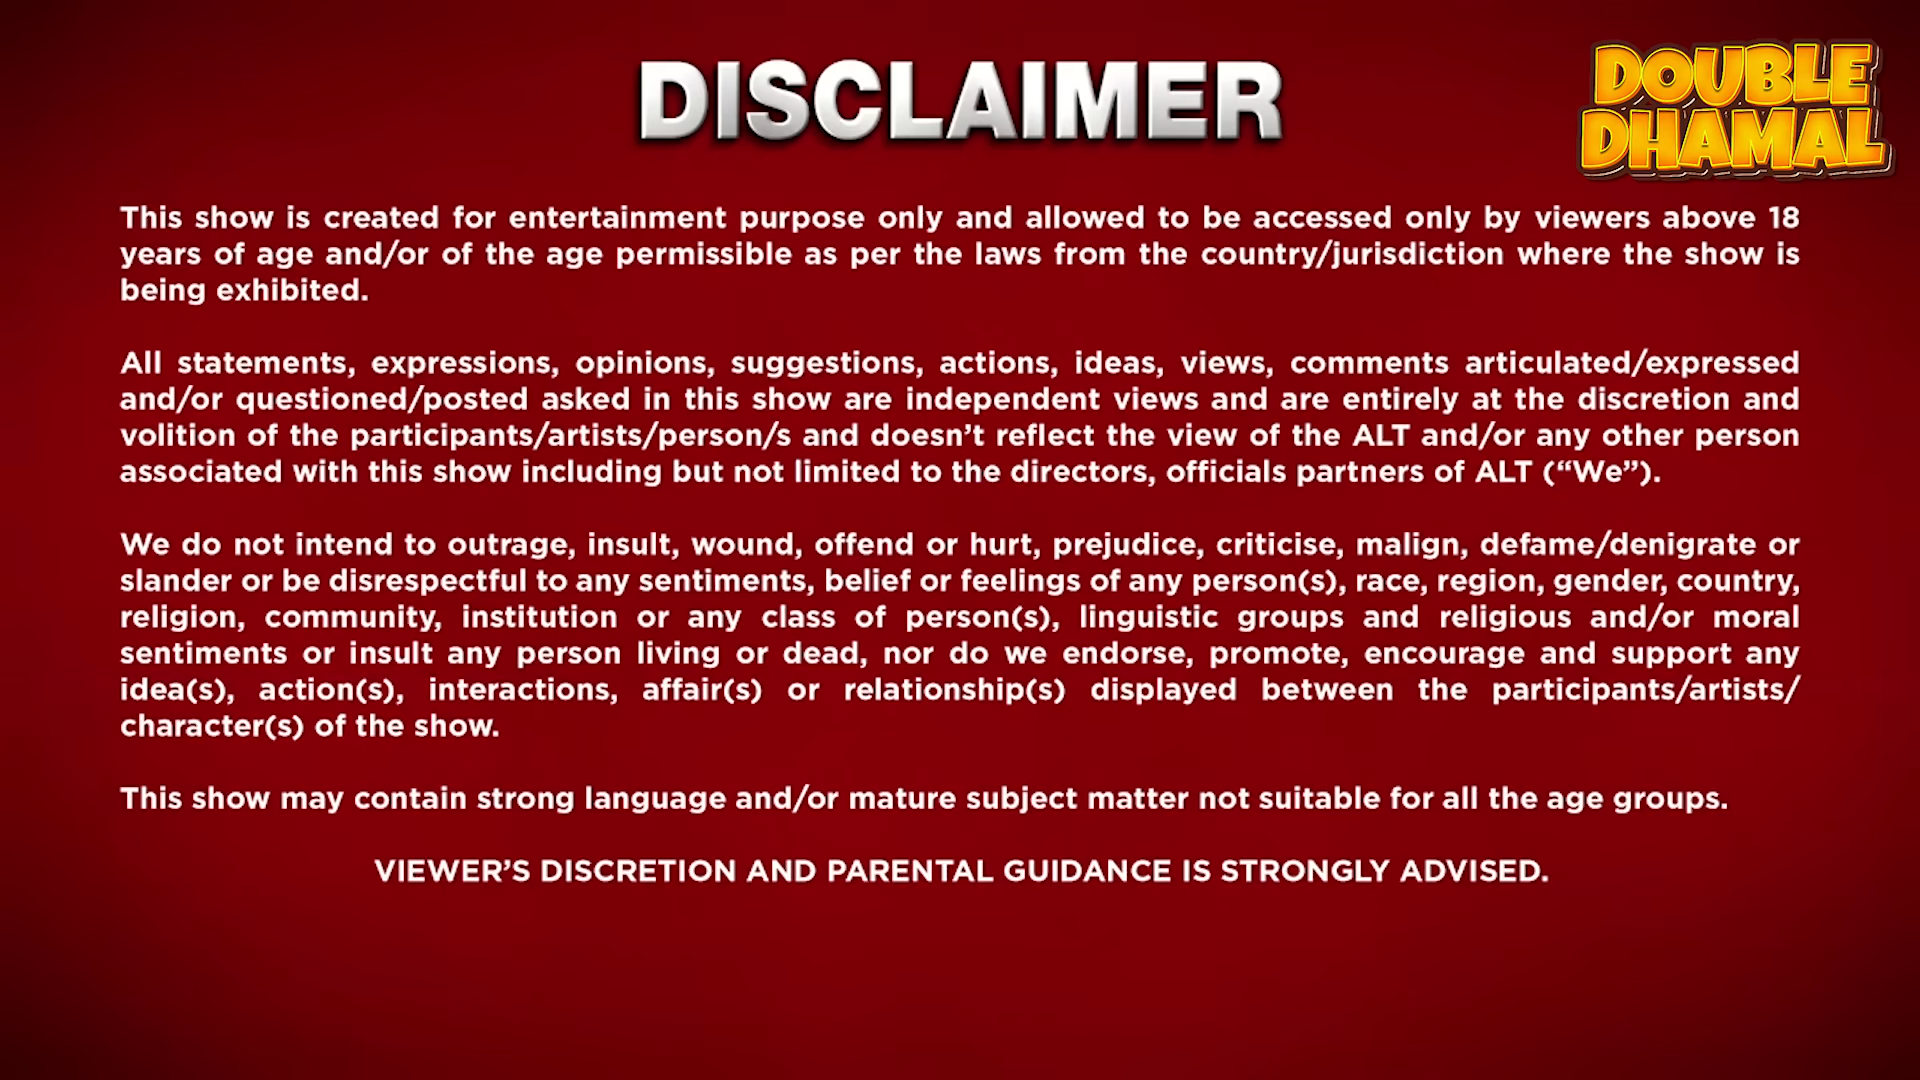 DISCLAIMER
DOUBLE
DHAMAL
This show is created for entertainment purpose only and allowed to be accessed only by viewers above 18
years of age and/or of the age permissible as per the laws from the country/jurisdiction where the show is
being exhibited.
All statements, expressions, opinions, suggestions, actions, ideas, views, comments articulated/expressed
and/or questioned/posted asked in this show are independent views and are entirely at the discretion and
volition of the participants/artists/person/s and doesn’t reflect the view of the ALT and/or any other person
associated with this show including but not limited to the directors, officials partners of ALT (“We”).
We do not intend to outrage, insult, wound, offend or hurt, prejudice, criticise, malign, defame/denigrate or
slander or be disrespectful to any sentiments, belief or feelings of any person(s), race, region, gender, country,
religion, community, institution or any class of person(s), linguistic groups and religious and/or moral
sentiments or insult any person living or dead, nor do we endorse, promote, encourage and support any
idea(s), action(s), interactions, affair(s) or relationship(s) displayed between the participants/artists/
character(s) of the show.
This show may contain strong language and/or mature subject matter not suitable for all the age groups.
VIEWER’S DISCRETION AND PARENTAL GUIDANCE IS STRONGLY ADVISED.